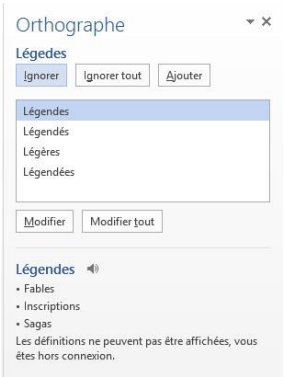 Orthographe
Légedes
Ignorer Ignorer tout Ajouter
Légendes
Légendés
Légères
Légendées
Modifier Modifier tout
Légendes
• Fables
• Inscriptions
• Sagas
Les définitions ne peuvent pas être affichées, vous
êtes hors connexion.